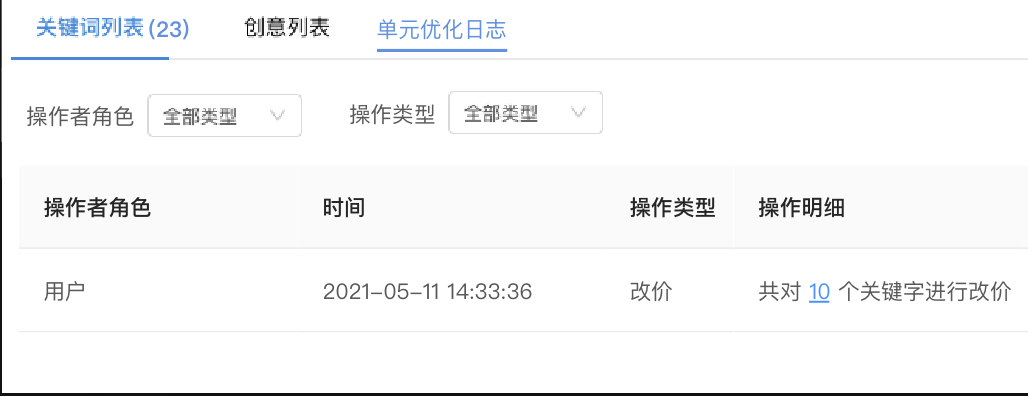 关键词列表(23) 创意列表 单元优化日志
操作者角色 全部类型 操作类型 全部类型
操作者角色 时间 操作类型 操作明细
用户 2021-05-11 14:33:36 改价 共对 10 个关键字进行改价